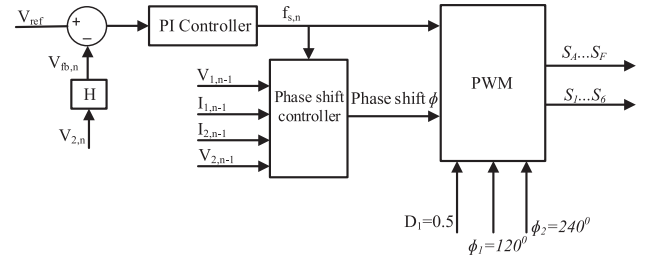 V_ref
+
−
PI Controller
f_s,n
V_fb,n
H
V_2,n
V_1,n-1
I_1,n-1
I_2,n-1
V_2,n-1
Phase shift
controller
Phase shift ϕ
PWM
S_A...S_F
S_1...S_6
D_1=0.5
ϕ_1=120^0
ϕ_2=240^0